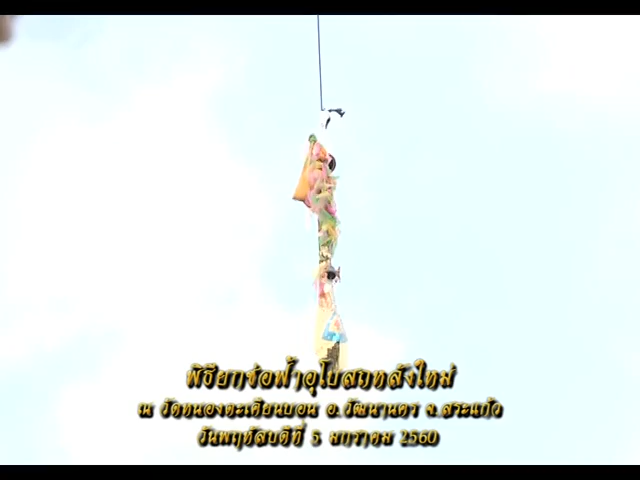 พิธียกช่อฟ้าอุโบสถหลังใหม่
ณ วัดหนองตะเคียนบอน อ.วัฒนานคร จ.สระแก้ว
วันพฤหัสบดีที่ 5 มกราคม 2560